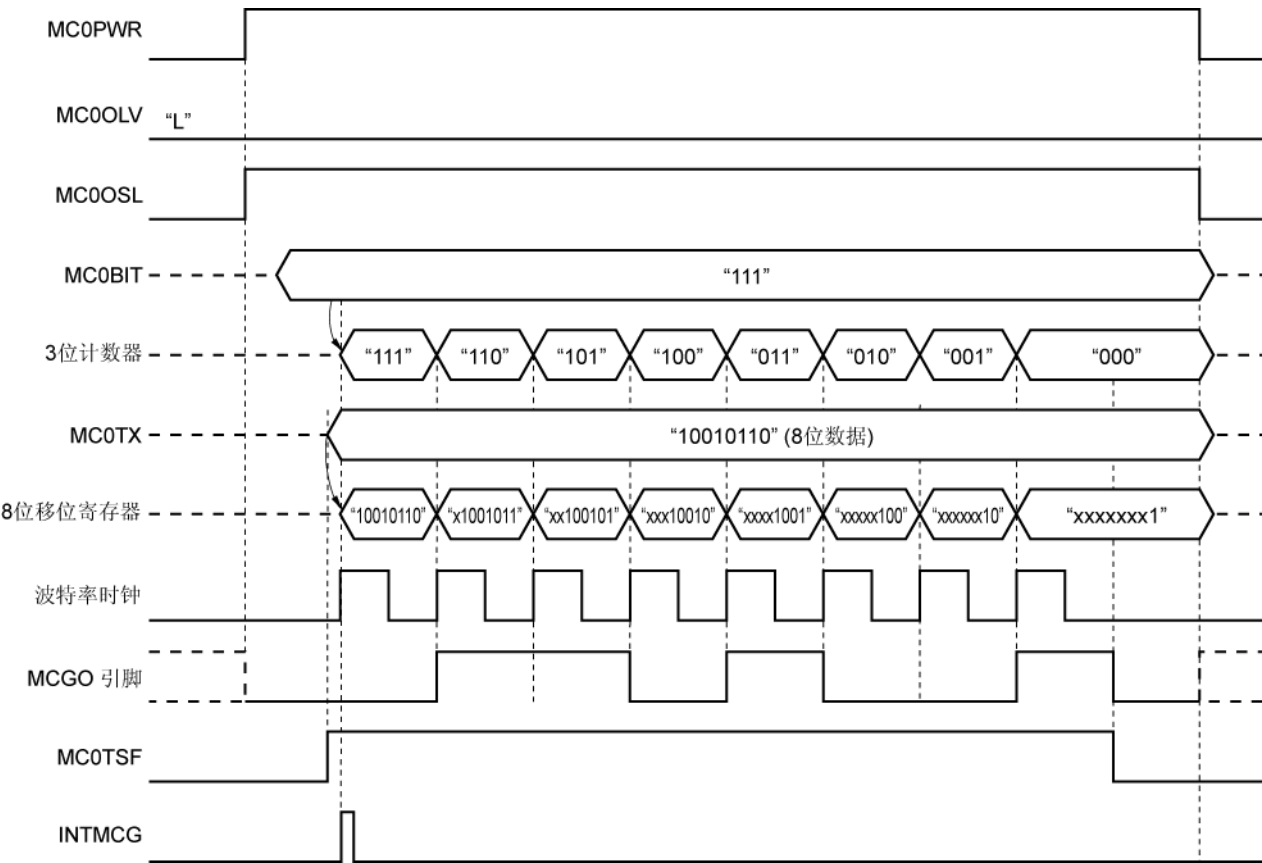 MC0PWR
MC0OLV “L”
MC0OSL
MC0BIT “111”
3位计数器 “111” “110” “101” “100” “011” “010” “001” “000”
MC0TX “10010110” (8位数据)
8位移位寄存器 “10010110” “x1001011” “xx100101” “xxx10010” “xxxx1001” “xxxxx100” “xxxxxx10” “xxxxxxx1”
波特率时钟
MCGO 引脚
MC0TSF
INTMCG